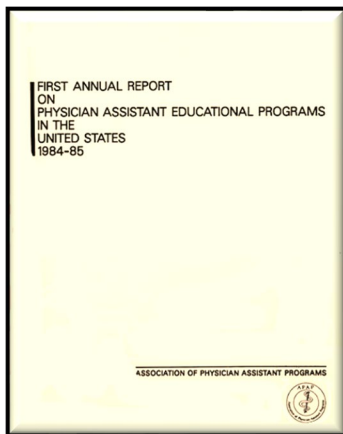 FIRST ANNUAL REPORT
ON
PHYSICIAN ASSISTANT EDUCATIONAL PROGRAMS
IN THE
UNITED STATES
1984-85
ASSOCIATION OF PHYSICIAN ASSISTANT PROGRAMS
APAP